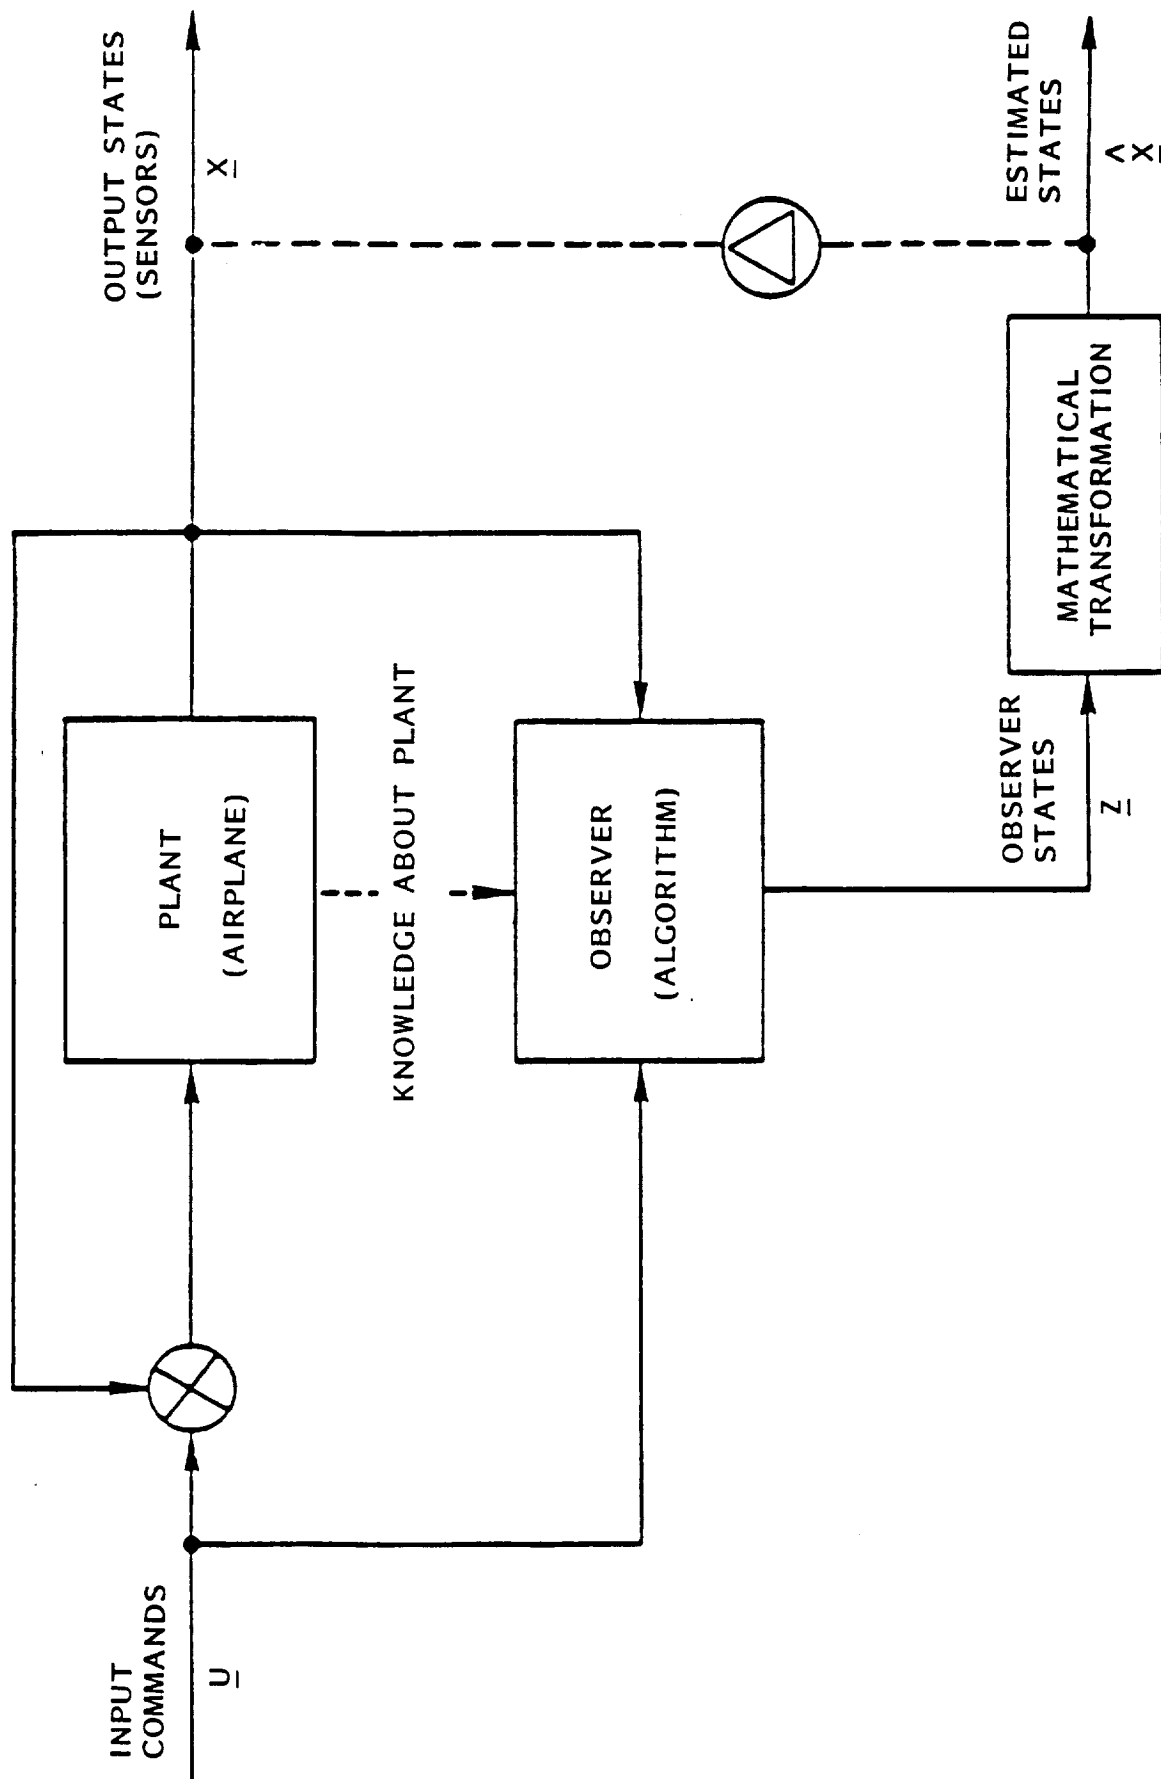 INPUT
COMMANDS
U
PLANT
(AIRPLANE)
OUTPUT STATES
(SENSORS)
X
KNOWLEDGE ABOUT PLANT
OBSERVER
(ALGORITHM)
OBSERVER
STATES
Z
MATHEMATICAL
TRANSFORMATION
ESTIMATED
STATES
X̂